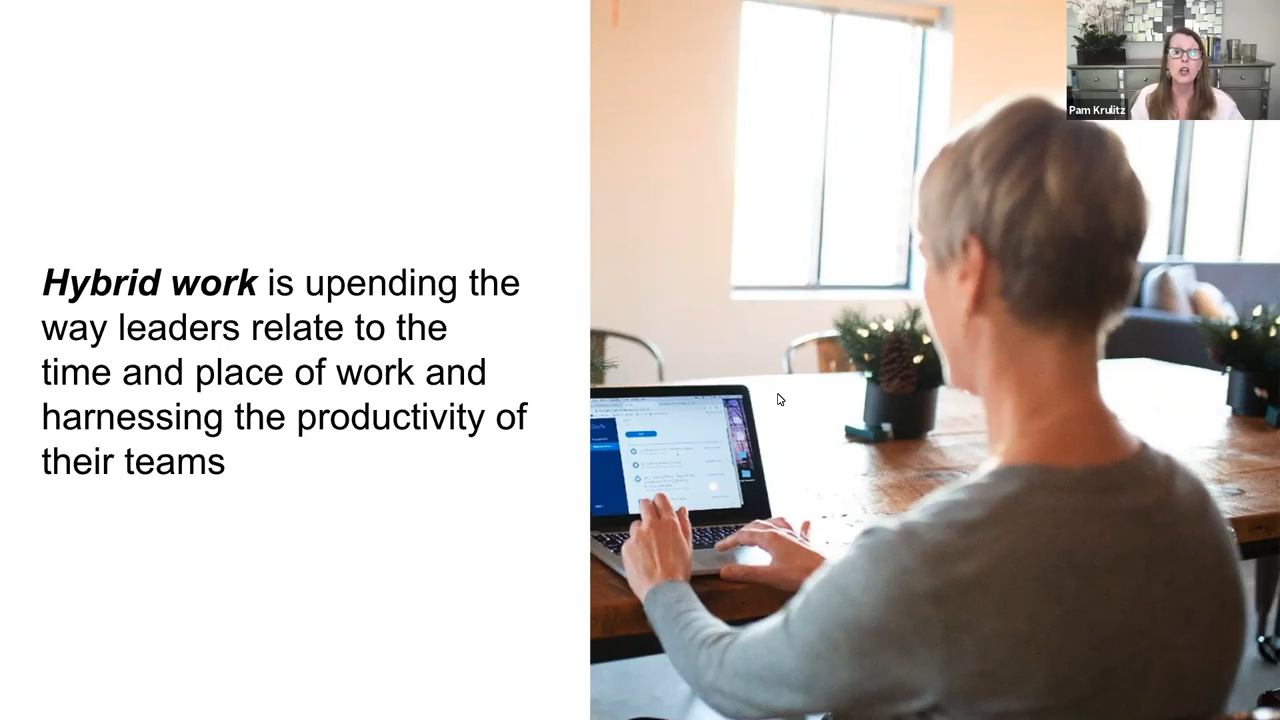 Pam Krulitz
Hybrid work is upending the
way leaders relate to the
time and place of work and
harnessing the productivity of
their teams